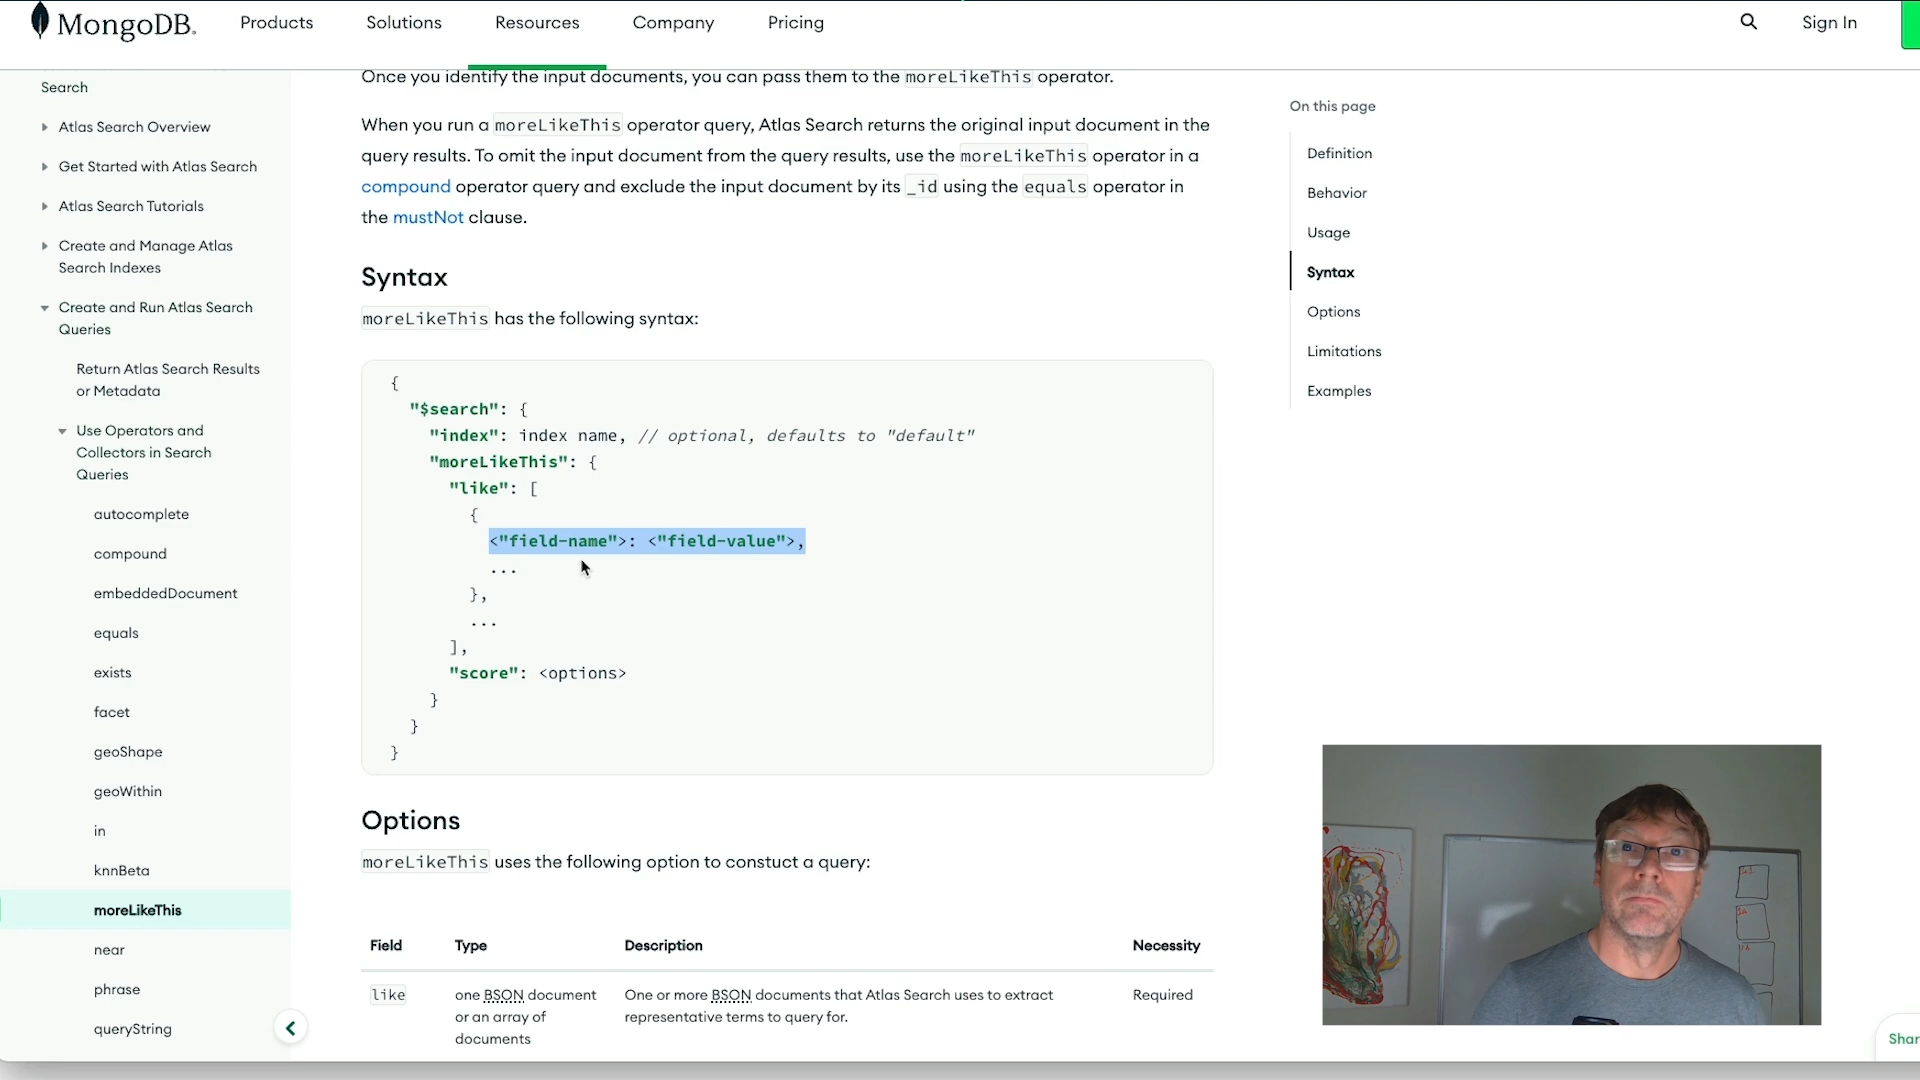 MongoDB.
Products
Solutions
Resources
Company
Pricing
Sign In
Search
Atlas Search Overview
Get Started with Atlas Search
Atlas Search Tutorials
Create and Manage Atlas
Search Indexes
Create and Run Atlas Search
Queries
Return Atlas Search Results
or Metadata
Use Operators and
Collectors in Search
Queries
autocomplete
compound
embeddedDocument
equals
exists
facet
geoShape
geoWithin
in
knnBeta
moreLikeThis
near
phrase
queryString
Once you identify the input documents, you can pass them to the moreLikeThis operator.
When you run a moreLikeThis operator query, Atlas Search returns the original input document in the
query results. To omit the input document from the query results, use the moreLikeThis operator in a
compound operator query and exclude the input document by its _id using the equals operator in
the mustNot clause.
Syntax
moreLikeThis has the following syntax:
{
"$search": {
"index": index name, // optional, defaults to "default"
"moreLikeThis": {
"like": [
{
<"field-name">: <"field-value">,
...
},
...
],
"score": <options>
}
}
}
Options
moreLikeThis uses the following option to constuct a query:
Field Type Description Necessity
like one BSON document One or more BSON documents that Atlas Search uses to extract Required
or an array of representative terms to query for.
documents
On this page
Definition
Behavior
Usage
Syntax
Options
Limitations
Examples
Shar